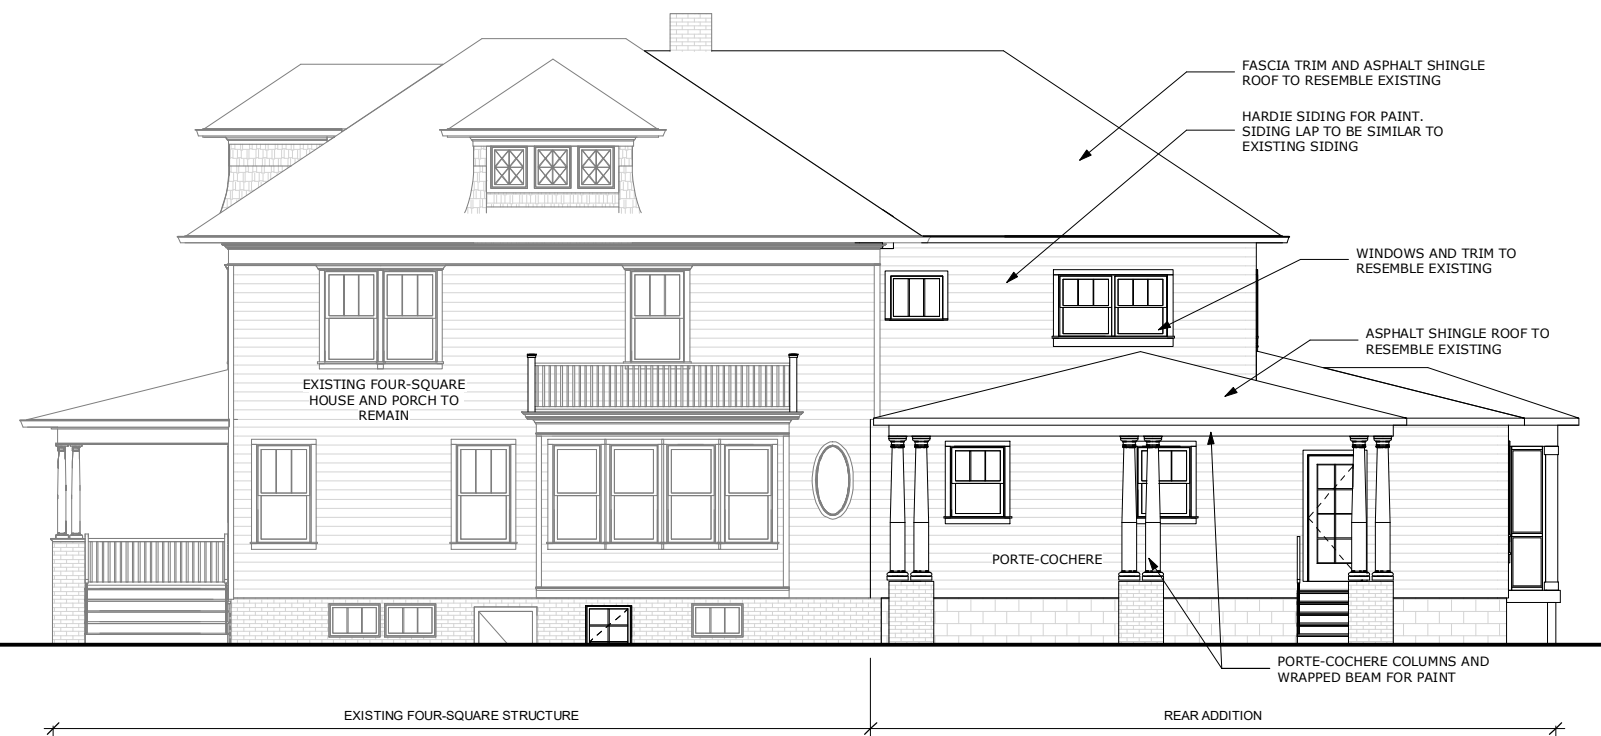 FASCIA TRIM AND ASPHALT SHINGLE
ROOF TO RESEMBLE EXISTING
HARDIE SIDING FOR PAINT.
SIDING LAP TO BE SIMILAR TO
EXISTING SIDING
WINDOWS AND TRIM TO
RESEMBLE EXISTING
ASPHALT SHINGLE ROOF TO
RESEMBLE EXISTING
EXISTING FOUR-SQUARE
HOUSE AND PORCH TO
REMAIN
PORTE-COCHERE
PORTE-COCHERE COLUMNS AND
WRAPPED BEAM FOR PAINT
EXISTING FOUR-SQUARE STRUCTURE
REAR ADDITION